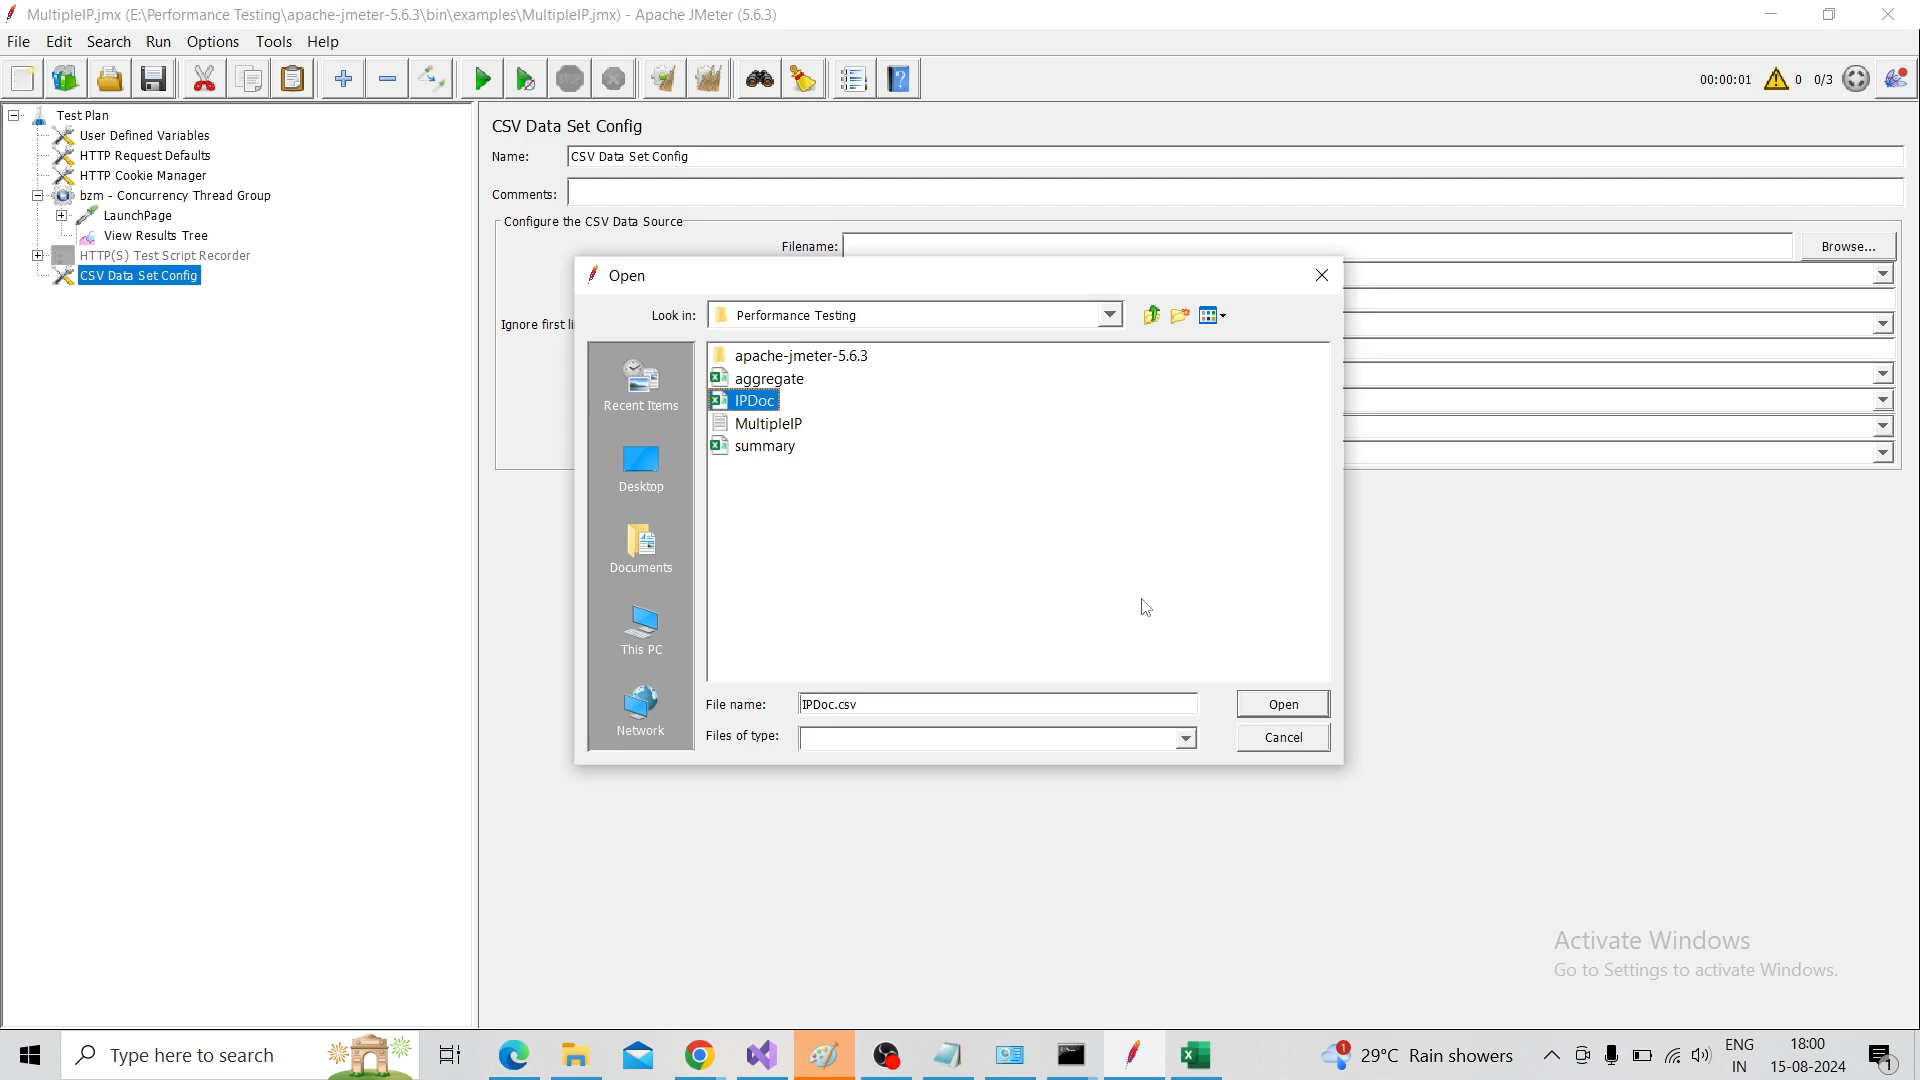 MultipleIP.jmx (E:\Performance Testing\apache-jmeter-5.6.3\bin\examples\MultipleIP.jmx) - Apache JMeter (5.6.3)
File Edit Search Run Options Tools Help
STOP 00:00:01 0 0/3
Test Plan
User Defined Variables
HTTP Request Defaults
HTTP Cookie Manager
bzm - Concurrency Thread Group
LaunchPage
View Results Tree
HTTP(S) Test Script Recorder
CSV Data Set Config
CSV Data Set Config
Name: CSV Data Set Config
Comments:
Configure the CSV Data Source
Filename: Browse...
Ignore first li
Open
Look in: Performance Testing
Recent Items
Desktop
Documents
This PC
Network
apache-jmeter-5.6.3
aggregate
IPDoc
MultipleIP
summary
File name: IPDoc.csv Open
Files of type: Cancel
Activate Windows
Go to Settings to activate Windows.
Type here to search
1 29°C Rain showers
ENG
IN
18:00
15-08-2024
1